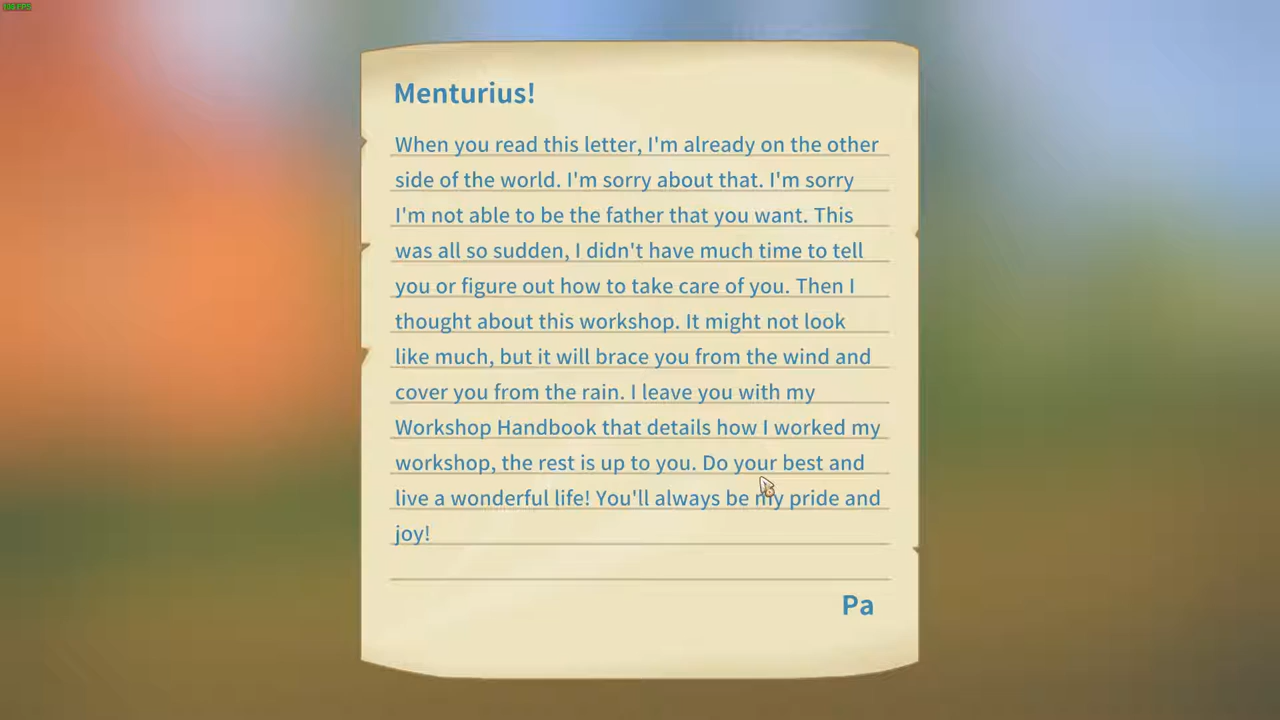 Menturius!
When you read this letter, I'm already on the other
side of the world. I'm sorry about that. I'm sorry
I'm not able to be the father that you want. This
was all so sudden, I didn't have much time to tell
you or figure out how to take care of you. Then I
thought about this workshop. It might not look
like much, but it will brace you from the wind and
cover you from the rain. I leave you with my
Workshop Handbook that details how I worked my
workshop, the rest is up to you. Do your best and
live a wonderful life! You'll always be my pride and
joy!
Pa